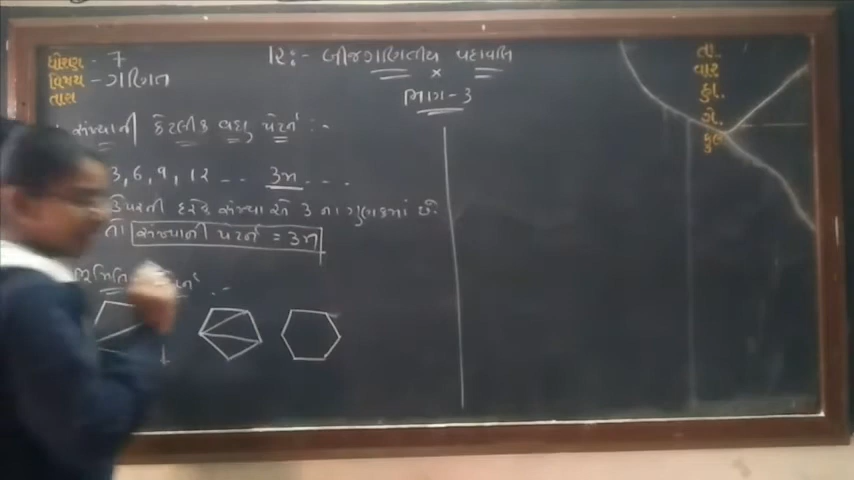 ધોરણ - 7
વિષય - ગણિત
તાસ
વિ:- બીજગણિતીય પદાવલિ
×
ભાગ-3
સંખ્યાની કેટલીક વધુ પેટર્ન :-
3, 6, 9, 12 -- 3n ---
ઉપરની દરેક સંખ્યા એ 3 ના ગુણકમાં છે.
તો સંખ્યાની પેટર્ન = 3n
તા..
વાર
હા..
ગે..
કુલ